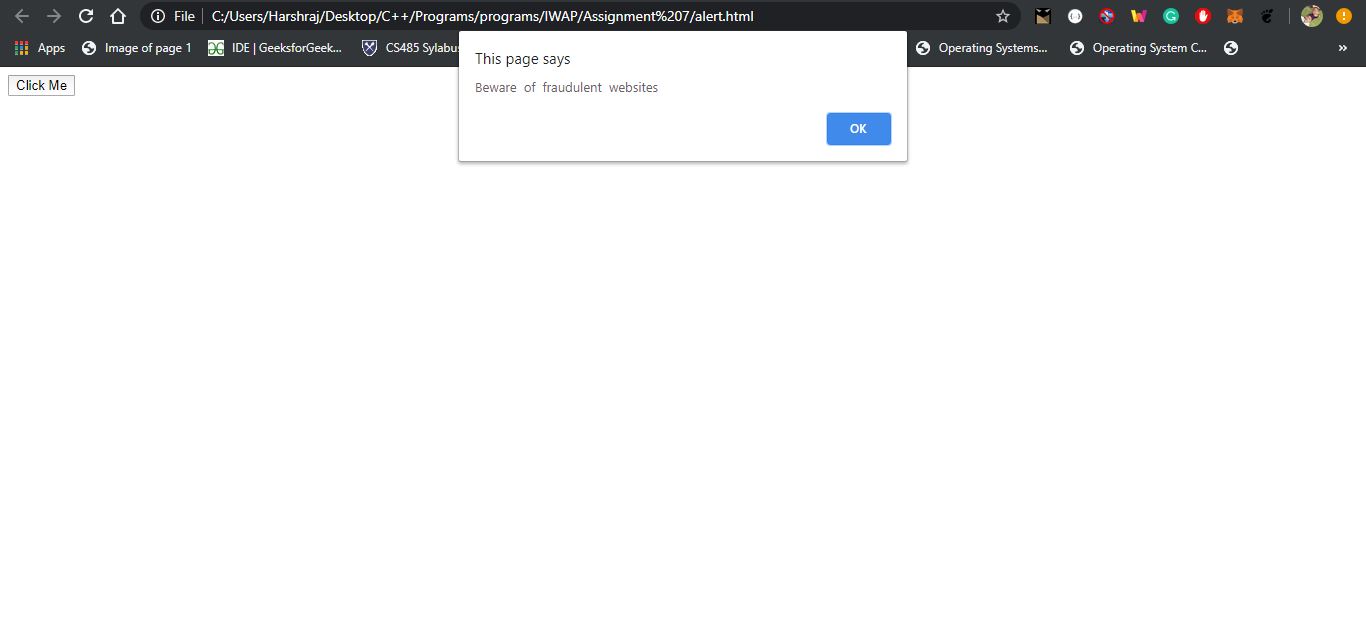 File C:/Users/Harshraj/Desktop/C++/Programs/programs/IWAP/Assignment%207/alert.html
Apps Image of page 1 IDE | GeeksforGeek... CS485 Syllabus Operating Systems... Operating System C... »
This page says
Click Me
Beware of fraudulent websites
OK